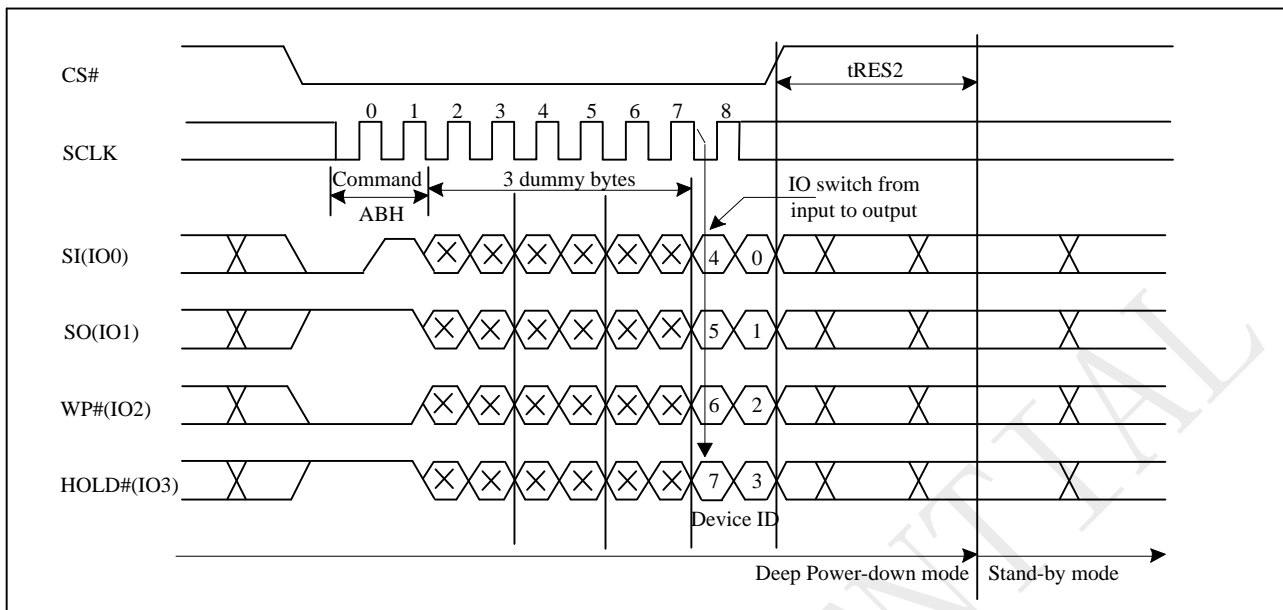 CS#
tRES2
0 1 2 3 4 5 6 7 8
SCLK
Command
ABH
3 dummy bytes
IO switch from
input to output
SI(IO0)
4 0
SO(IO1)
5 1
WP#(IO2)
6 2
HOLD#(IO3)
7 3
Device ID
Deep Power-down mode Stand-by mode